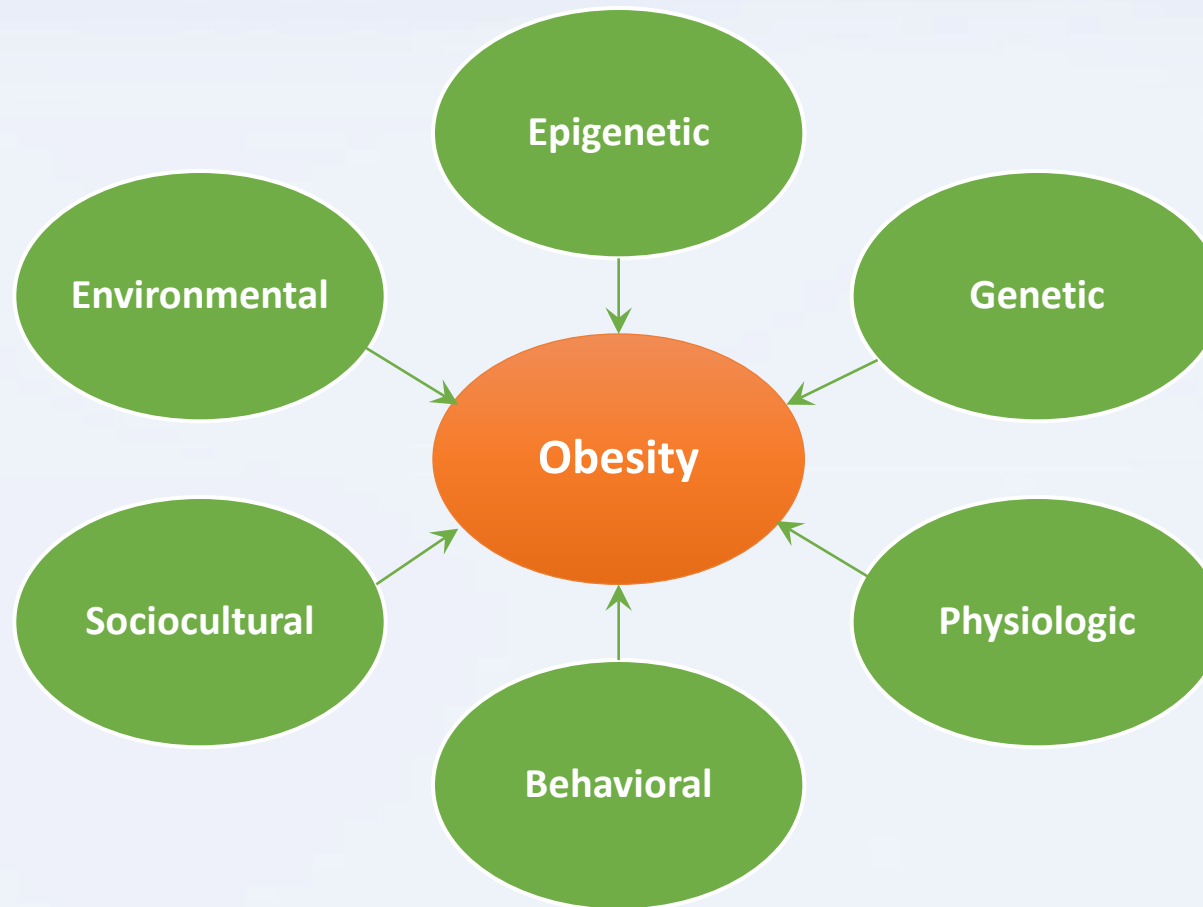 Epigenetic
Environmental
Genetic
Obesity
Sociocultural
Physiologic
Behavioral